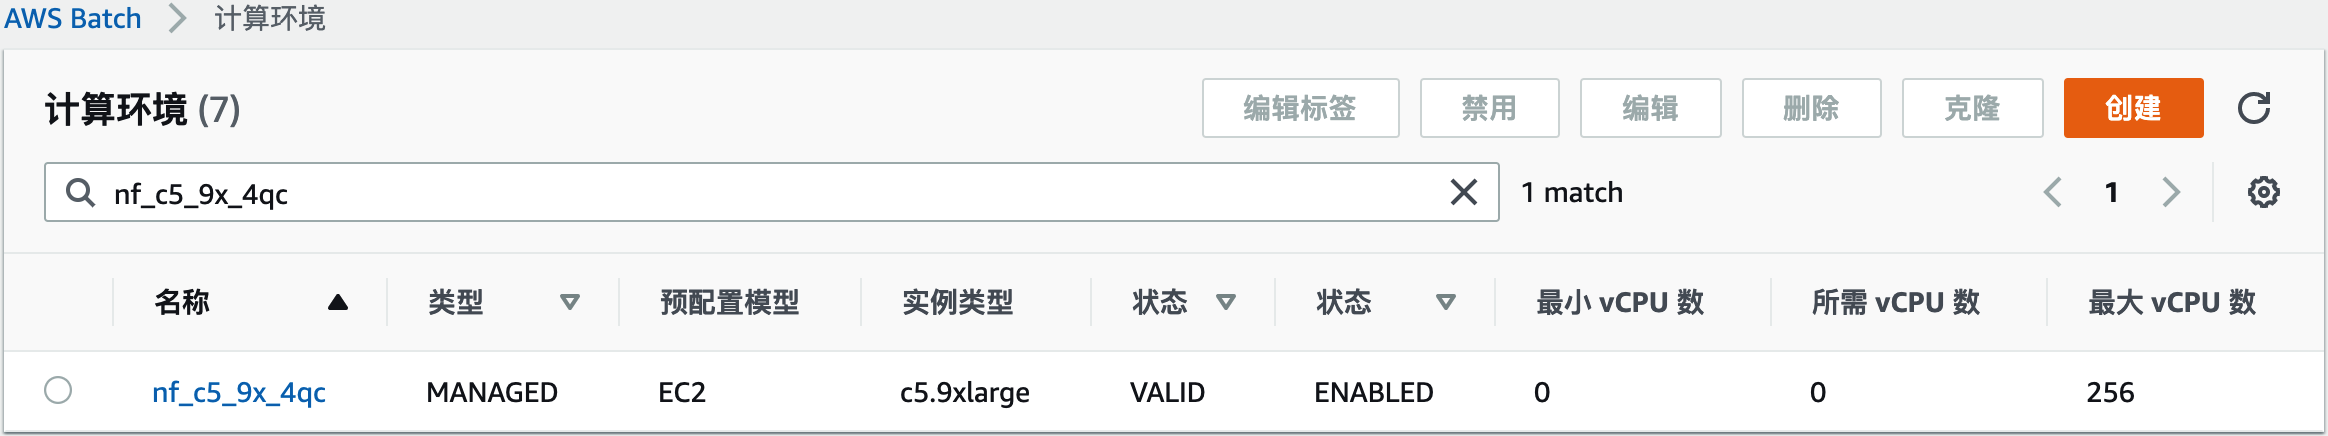 AWS Batch > 计算环境
计算环境 (7) 编辑标签 禁用 编辑 删除 克隆 创建
nf_c5_9x_4qc 1 match 1
名称 类型 预配置模型 实例类型 状态 状态 最小 vCPU 数 所需 vCPU 数 最大 vCPU 数
nf_c5_9x_4qc MANAGED EC2 c5.9xlarge VALID ENABLED 0 0 256